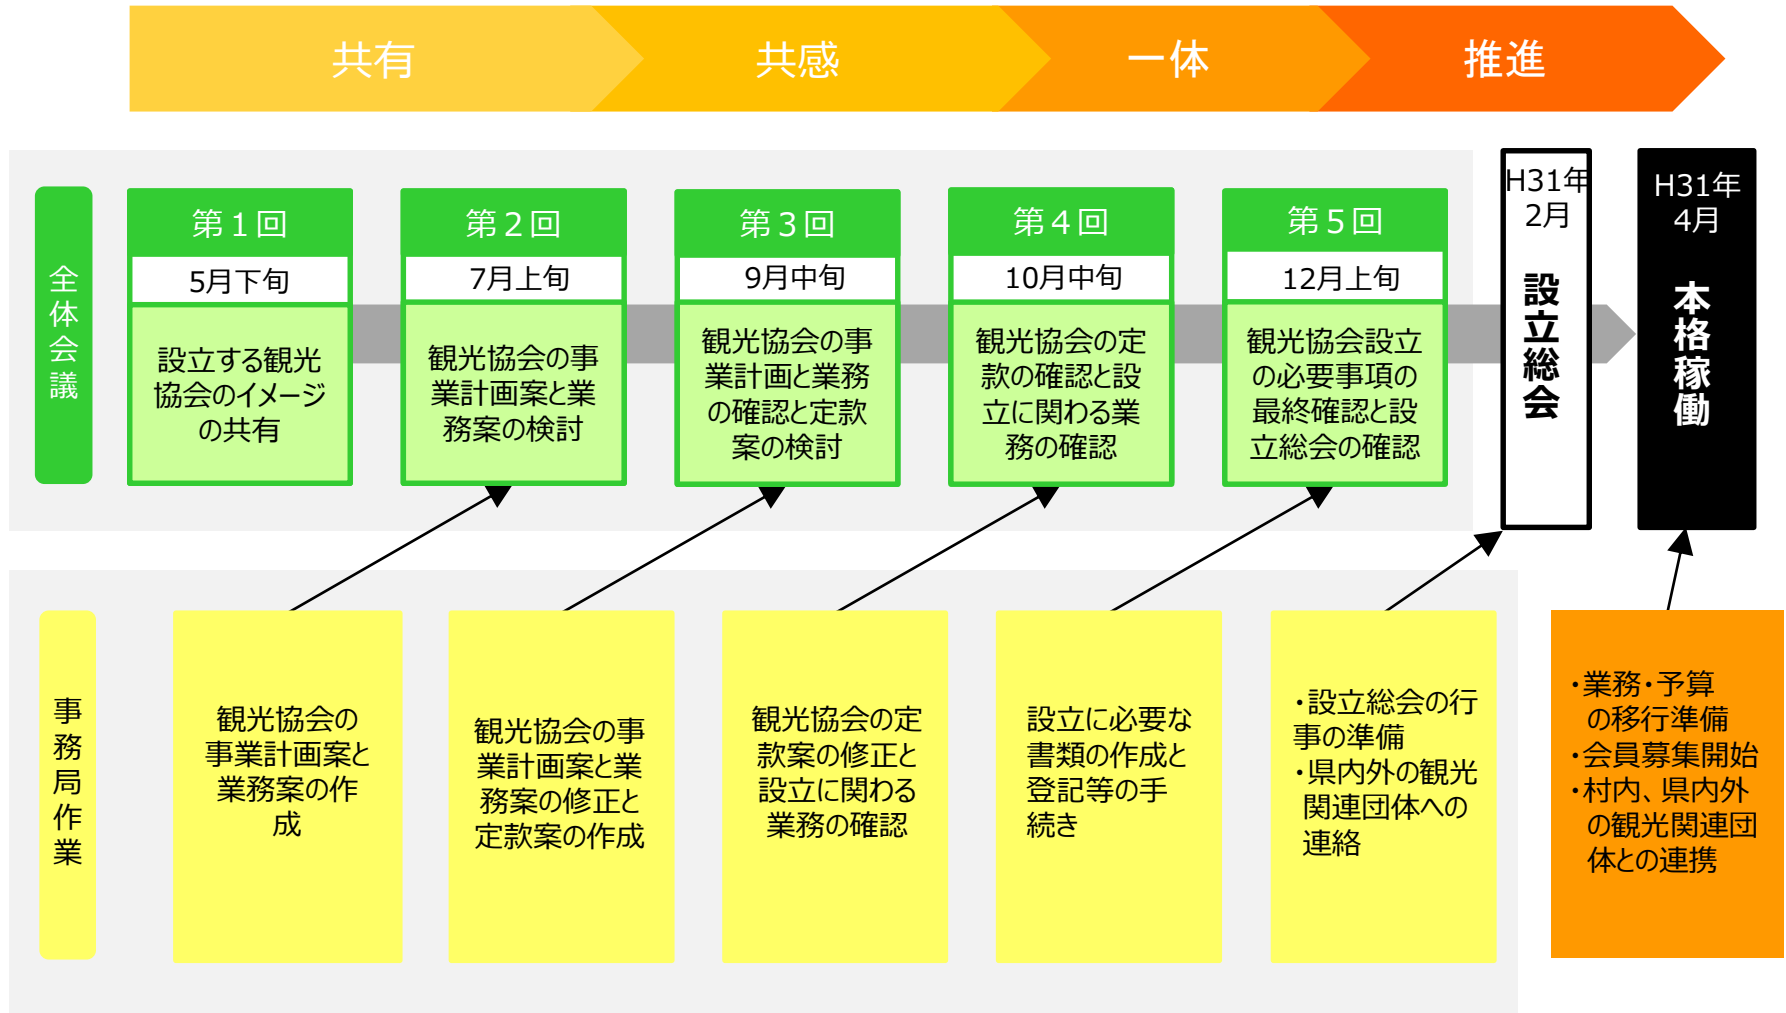 共有
共感
一体
推進
全体会議
第1回
5月下旬
設立する観光
協会のイメージ
の共有
第2回
7月上旬
観光協会の事
業計画案と業
務案の検討
第3回
9月中旬
観光協会の事
業計画と業務
の確認と定款
案の検討
第4回
10月中旬
観光協会の定
款の確認と設
立に関わる業
務の確認
第5回
12月上旬
観光協会設立
の必要事項の
最終確認と設
立総会の確認
H31年
2月
設立総会
H31年
4月
本格稼働
事務局作業
観光協会の
事業計画案と
業務案の作
成
観光協会の事
業計画案と業
務案の修正と
定款案の作成
観光協会の定
款案の修正と
設立に関わる
業務の確認
設立に必要な
書類の作成と
登記等の手
続き
・設立総会の行
事の準備
・県内外の観光
関連団体への
連絡
・業務・予算
の移行準備
・会員募集開始
・村内、県内外
の観光関連団
体との連携